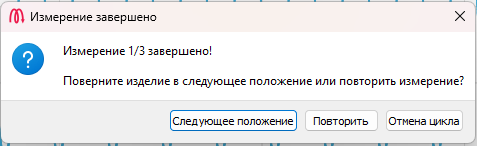 Измерение завершено
Измерение 1/3 завершено!
Поверните изделие в следующее положение или повторить измерение?
Следующее положение
Повторить
Отмена цикла